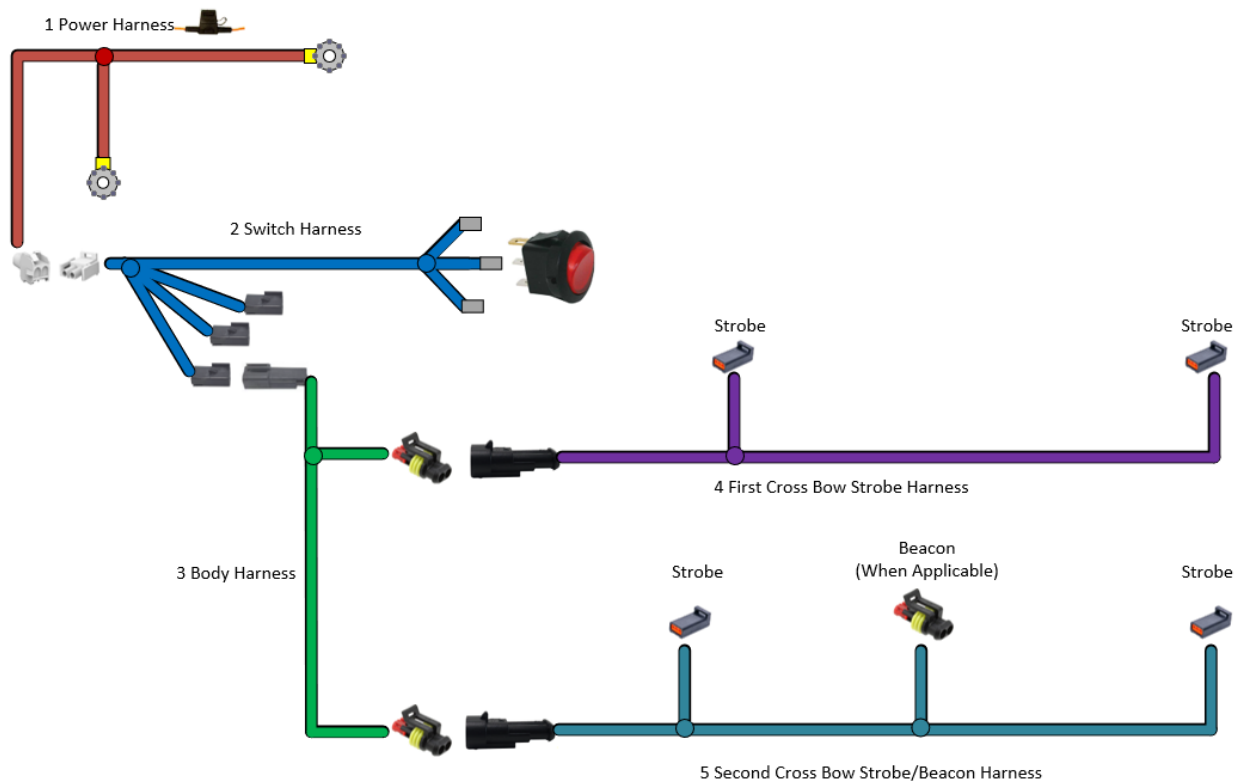 1 Power Harness
2 Switch Harness
Strobe
Strobe
4 First Cross Bow Strobe Harness
3 Body Harness
Strobe
Beacon
(When Applicable)
Strobe
5 Second Cross Bow Strobe/Beacon Harness